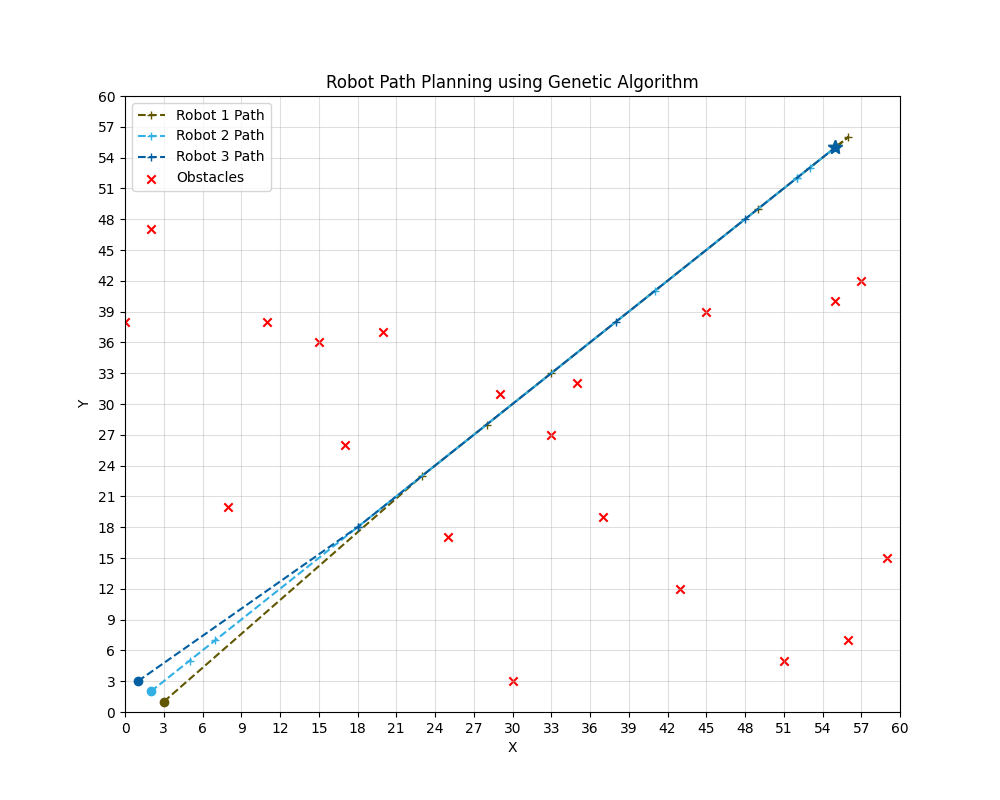 Robot Path Planning using Genetic Algorithm
60
57
54
51
48
45
42
39
36
33
30
27
24
21
18
15
12
9
6
3
0
Y
Robot 1 Path
Robot 2 Path
Robot 3 Path
Obstacles
0 3 6 9 12 15 18 21 24 27 30 33 36 39 42 45 48 51 54 57 60
X